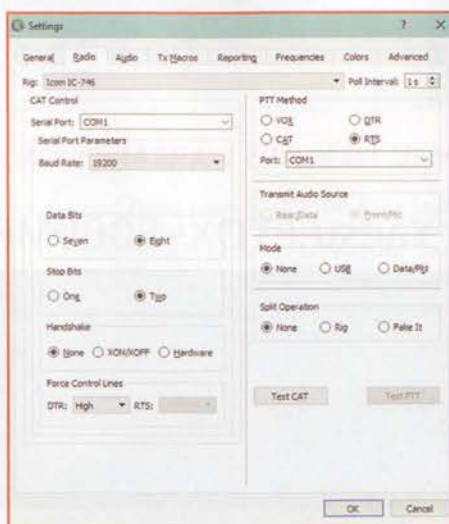 Settings ? X
General Radio Audio Tx Macros Reporting Frequencies Colors Advanced
Rig: Icom IC-746 Poll Interval: 1 s
CAT Control
Serial Port: COM1
Serial Port Parameters
Baud Rate: 19200
Data Bits
Seven Eight
Stop Bits
One Two
Handshake
None XON/XOFF Hardware
Force Control Lines
DTR: High RTS:
PTT Method
VOX DTR
CAT RTS
Port: COM1
Transmit Audio Source
Rear/Data Front/Mic
Mode
None USB Data/Pkt
Split Operation
None Rig Fake It
Test CAT Test PTT
OK Cancel